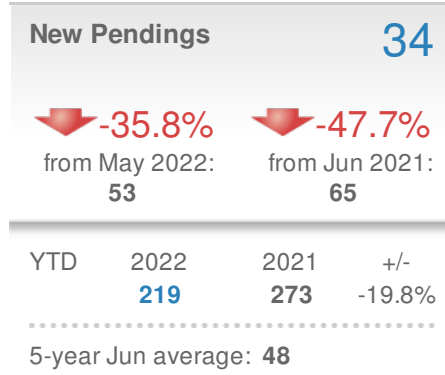 New Pendings 34
-35.8% -47.7%
from May 2022: from Jun 2021:
53 65
YTD 2022 2021 +/-
219 273 -19.8%
5-year Jun average: 48